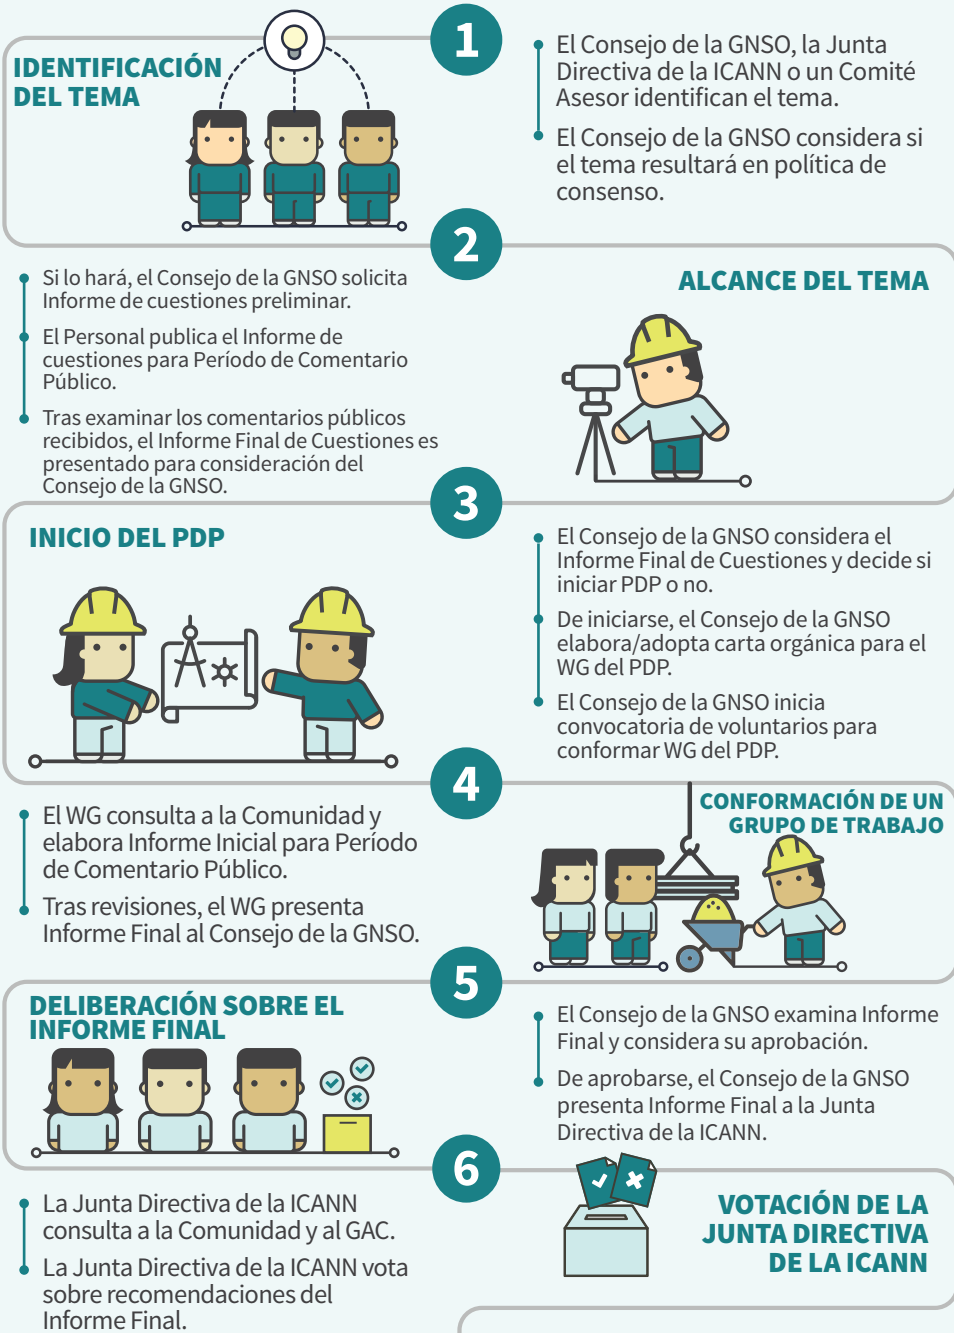 1
IDENTIFICACIÓN
DEL TEMA
El Consejo de la GNSO, la Junta
Directiva de la ICANN o un Comité
Asesor identifican el tema.
El Consejo de la GNSO considera si
el tema resultará en política de
consenso.
2
ALCANCE DEL TEMA
Si lo hará, el Consejo de la GNSO solicita
Informe de cuestiones preliminar.
El Personal publica el Informe de
cuestiones para Período de Comentario
Público.
Tras examinar los comentarios públicos
recibidos, el Informe Final de Cuestiones es
presentado para consideración del
Consejo de la GNSO.
3
INICIO DEL PDP
El Consejo de la GNSO considera el
Informe Final de Cuestiones y decide si
iniciar PDP o no.
De iniciarse, el Consejo de la GNSO
elabora/adopta carta orgánica para el
WG del PDP.
El Consejo de la GNSO inicia
convocatoria de voluntarios para
conformar WG del PDP.
4
CONFORMACIÓN DE UN
GRUPO DE TRABAJO
El WG consulta a la Comunidad y
elabora Informe Inicial para Período
de Comentario Público.
Tras revisiones, el WG presenta
Informe Final al Consejo de la GNSO.
5
DELIBERACIÓN SOBRE EL
INFORME FINAL
El Consejo de la GNSO examina Informe
Final y considera su aprobación.
De aprobarse, el Consejo de la GNSO
presenta Informe Final a la Junta
Directiva de la ICANN.
6
VOTACIÓN DE LA
JUNTA DIRECTIVA
DE LA ICANN
La Junta Directiva de la ICANN
consulta a la Comunidad y al GAC.
La Junta Directiva de la ICANN vota
sobre recomendaciones del
Informe Final.